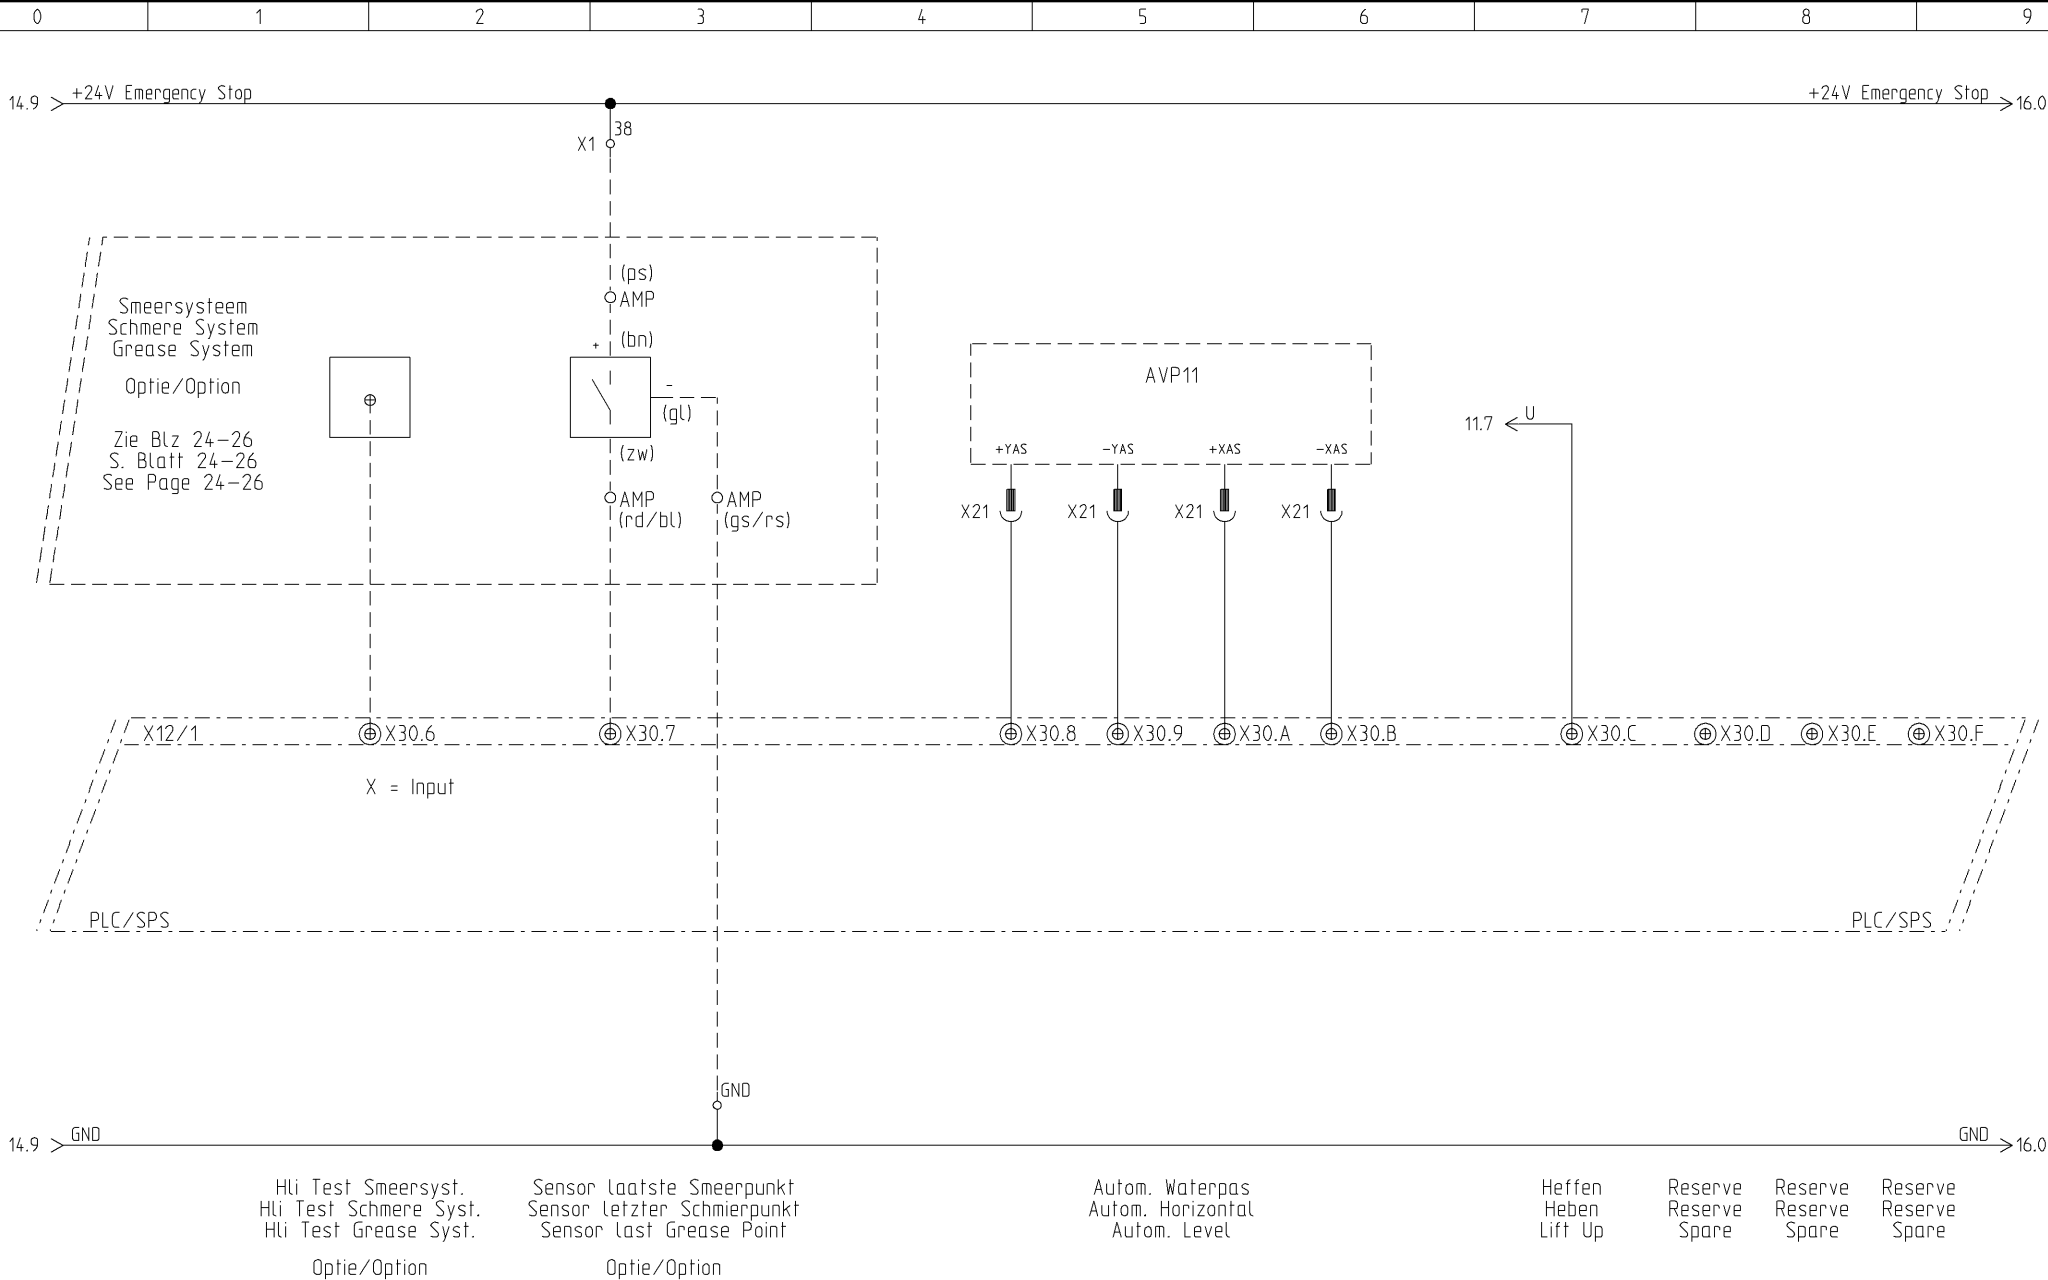 0 1 2 3 4 5 6 7 8 9
14.9 +24V Emergency Stop +24V Emergency Stop 16.0
38
X1
(ps)
AMP
(bn)
+
-
(gl)
(zw)
AMP
(rd/bl)
AMP
(gs/rs)
Smeersysteem
Schmere System
Grease System
Optie/Option
Zie Blz 24-26
S. Blatt 24-26
See Page 24-26
AVP11
+YAS -YAS +XAS -XAS
X21 X21 X21 X21
11.7 U
X12/1 X30.6 X30.7 X30.8 X30.9 X30.A X30.B X30.C X30.D X30.E X30.F
X = Input
PLC/SPS PLC/SPS
GND
14.9 GND GND 16.0
Hli Test Smeersyst.
Hli Test Schmere Syst.
Hli Test Grease Syst.
Optie/Option
Sensor laatste Smeerpunkt
Sensor letzter Schmierpunkt
Sensor last Grease Point
Optie/Option
Autom. Waterpas
Autom. Horizontal
Autom. Level
Heffen
Heben
Lift Up
Reserve
Reserve
Spare
Reserve
Reserve
Spare
Reserve
Reserve
Spare